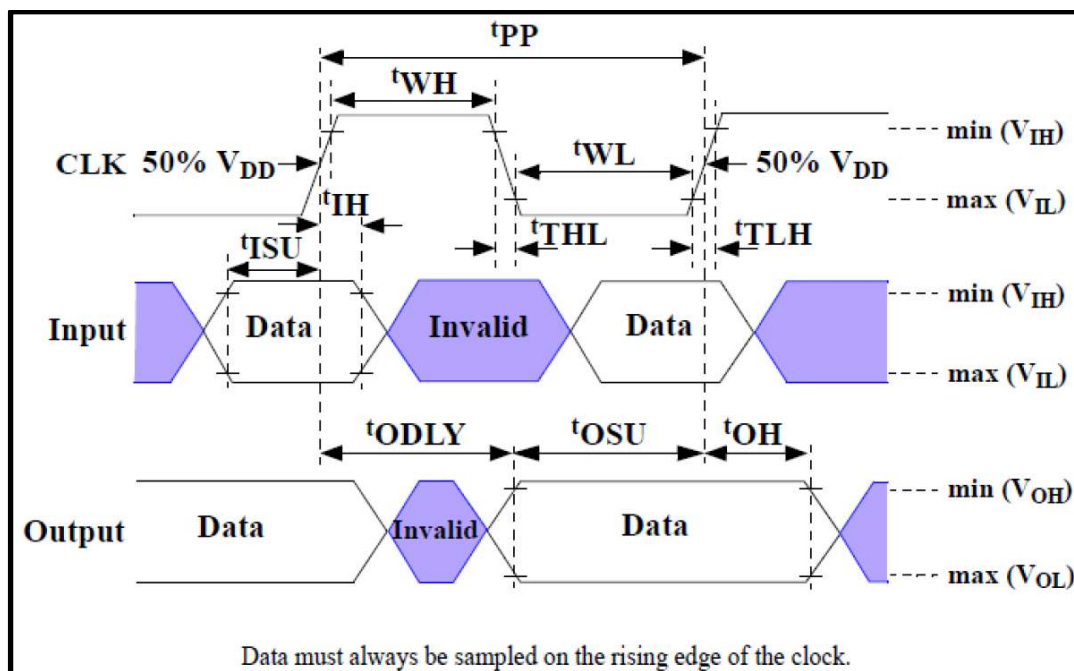 tPP
tWH
min (VIH)
CLK 50% VDD
tWL
50% VDD
tIH
max (VIL)
tTHL
tTLH
tISU
min (VIH)
Input
Data
Invalid
Data
max (VIL)
tODLY
tOSU
tOH
min (VOH)
Output
Data
Invalid
Data
max (VOL)
Data must always be sampled on the rising edge of the clock.